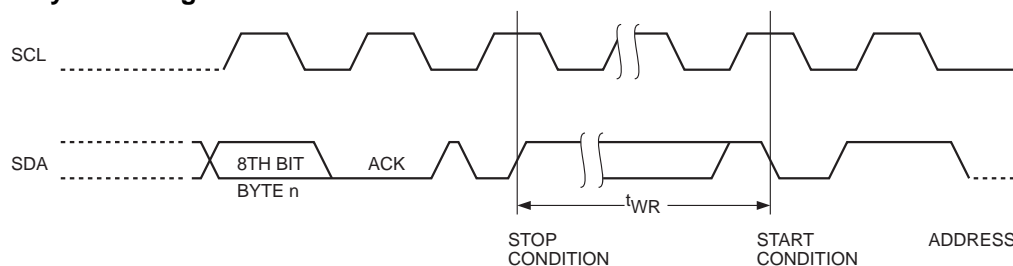 SCL
SDA
8TH BIT
ACK
BYTE n
tWR
STOP
CONDITION
START
CONDITION
ADDRESS